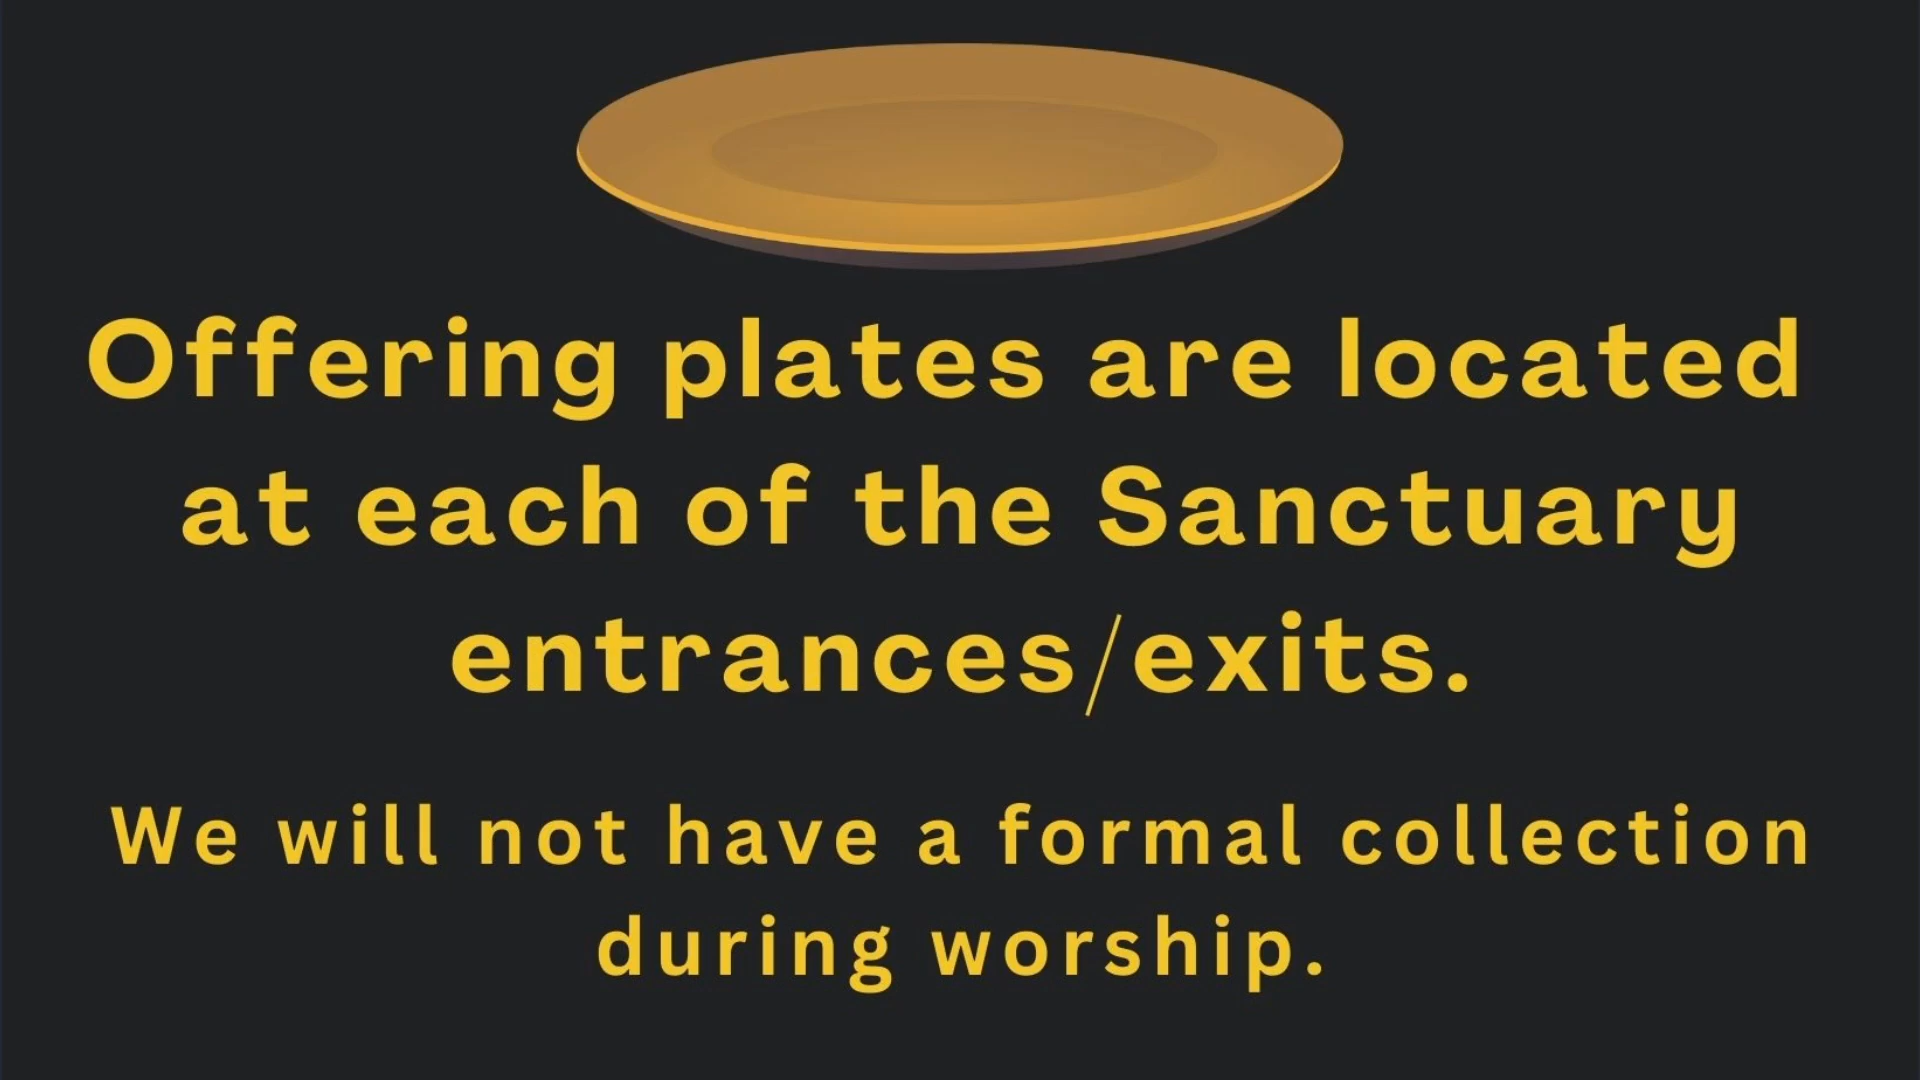 Offering plates are located
at each of the Sanctuary
entrances/exits.
We will not have a formal collection
during worship.